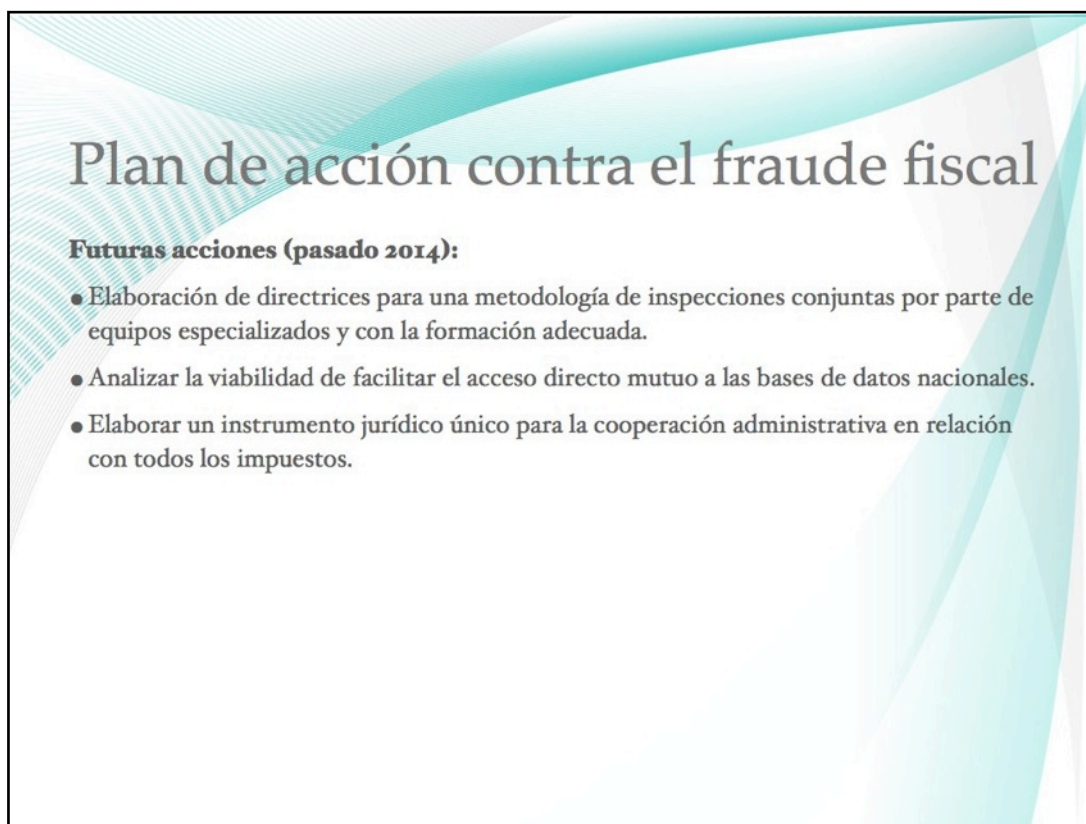 Plan de acción contra el fraude fiscal
Futuras acciones (pasado 2014):
• Elaboración de directrices para una metodología de inspecciones conjuntas por parte de
equipos especializados y con la formación adecuada.
• Analizar la viabilidad de facilitar el acceso directo mutuo a las bases de datos nacionales.
• Elaborar un instrumento jurídico único para la cooperación administrativa en relación
con todos los impuestos.